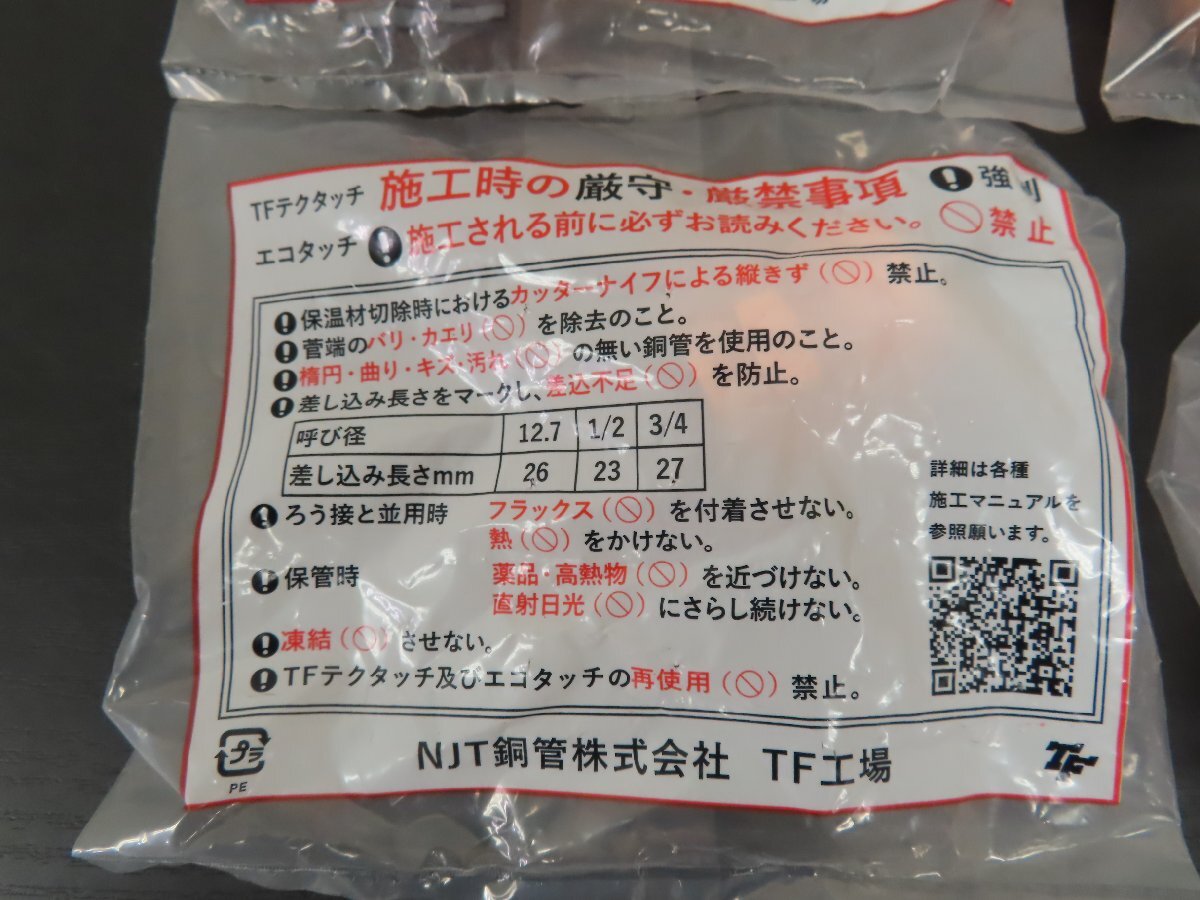 場
TFテクタッチ 施工時の厳守・厳禁事項 強制
エコタッチ 施工される前に必ずお読みください。 禁止
保温材切除時におけるカッターナイフによる縦きず( )禁止。
菅端のバリ・カエリ( )を除去のこと。
楕円・曲り・キズ・汚れ( )の無い銅管を使用のこと。
差し込み長さをマークし、差込不足( )を防止。
呼び径 12.7 1/2 3/4
差し込み長さmm 26 23 27
ろう接と並用時 フラックス( )を付着させない。
熱( )をかけない。
保管時 薬品・高熱物( )を近づけない。
直射日光( )にさらし続けない。
凍結( )させない。
TFテクタッチ及びエコタッチの再使用( )禁止。
詳細は各種
施工マニュアルを
参照願います。
プラ
PE
NJT銅管株式会社 TF工場
TF